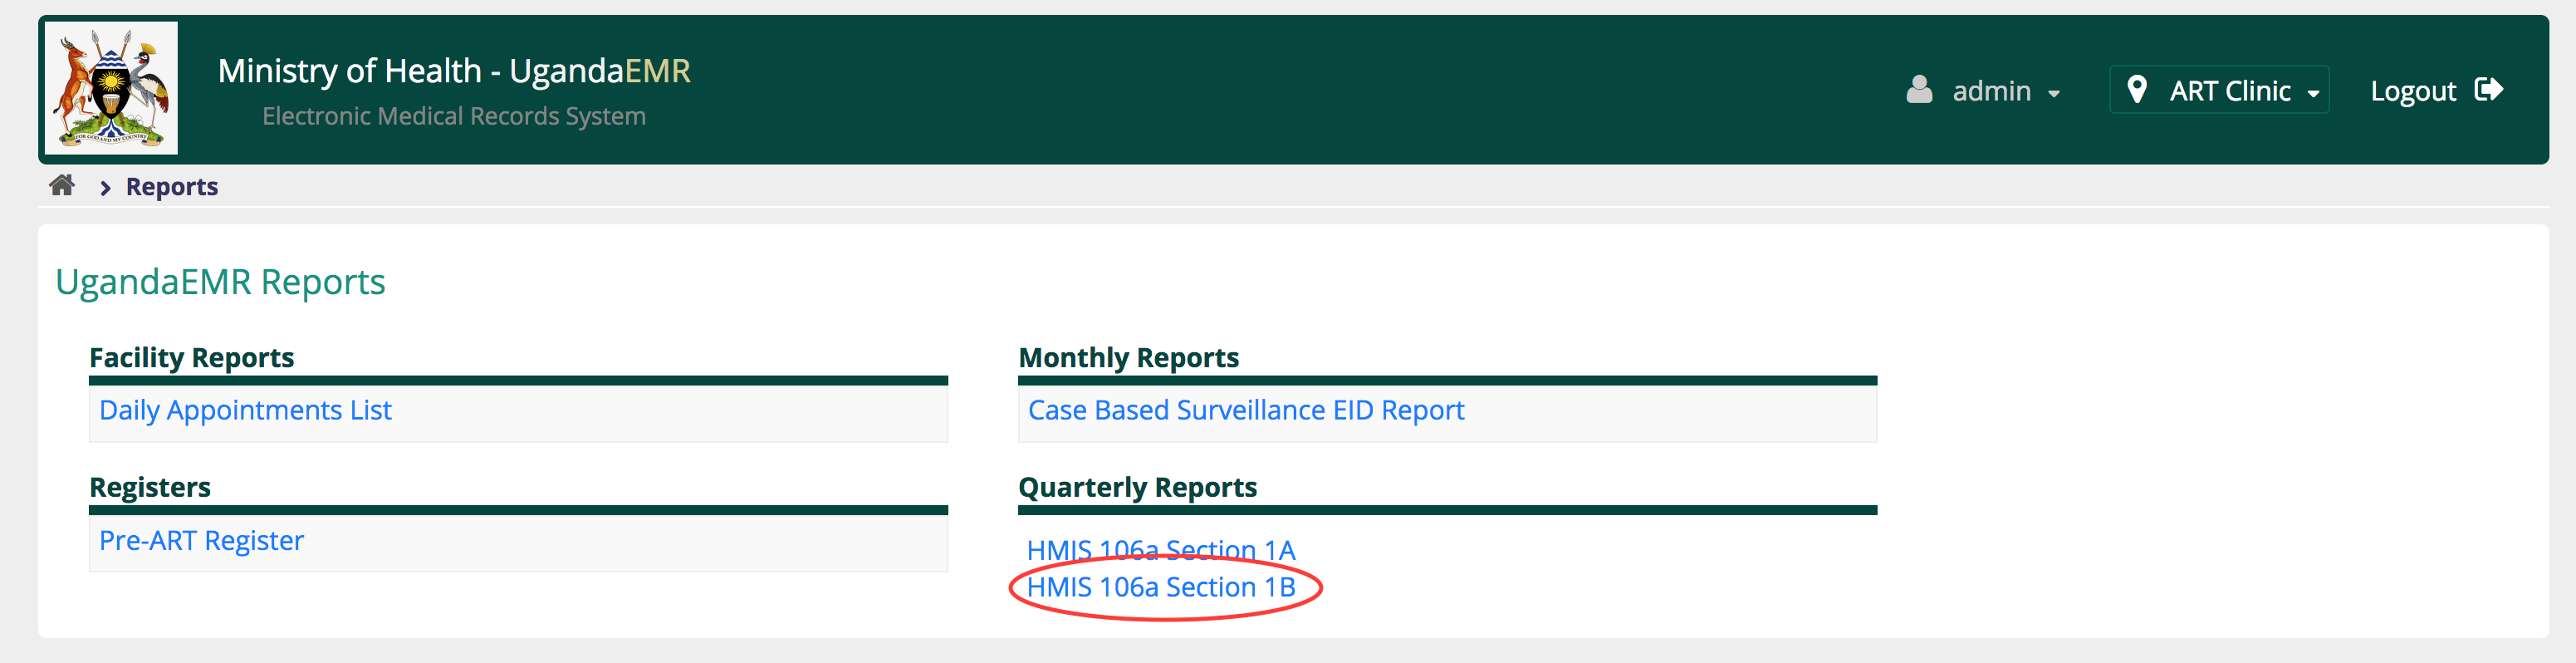 Ministry of Health - UgandaEMR
Electronic Medical Records System
admin
ART Clinic
Logout
Reports
UgandaEMR Reports
Facility Reports
Daily Appointments List
Monthly Reports
Case Based Surveillance EID Report
Registers
Pre-ART Register
Quarterly Reports
HMIS 106a Section 1A
HMIS 106a Section 1B
FOR GOD AND MY COUNTRY